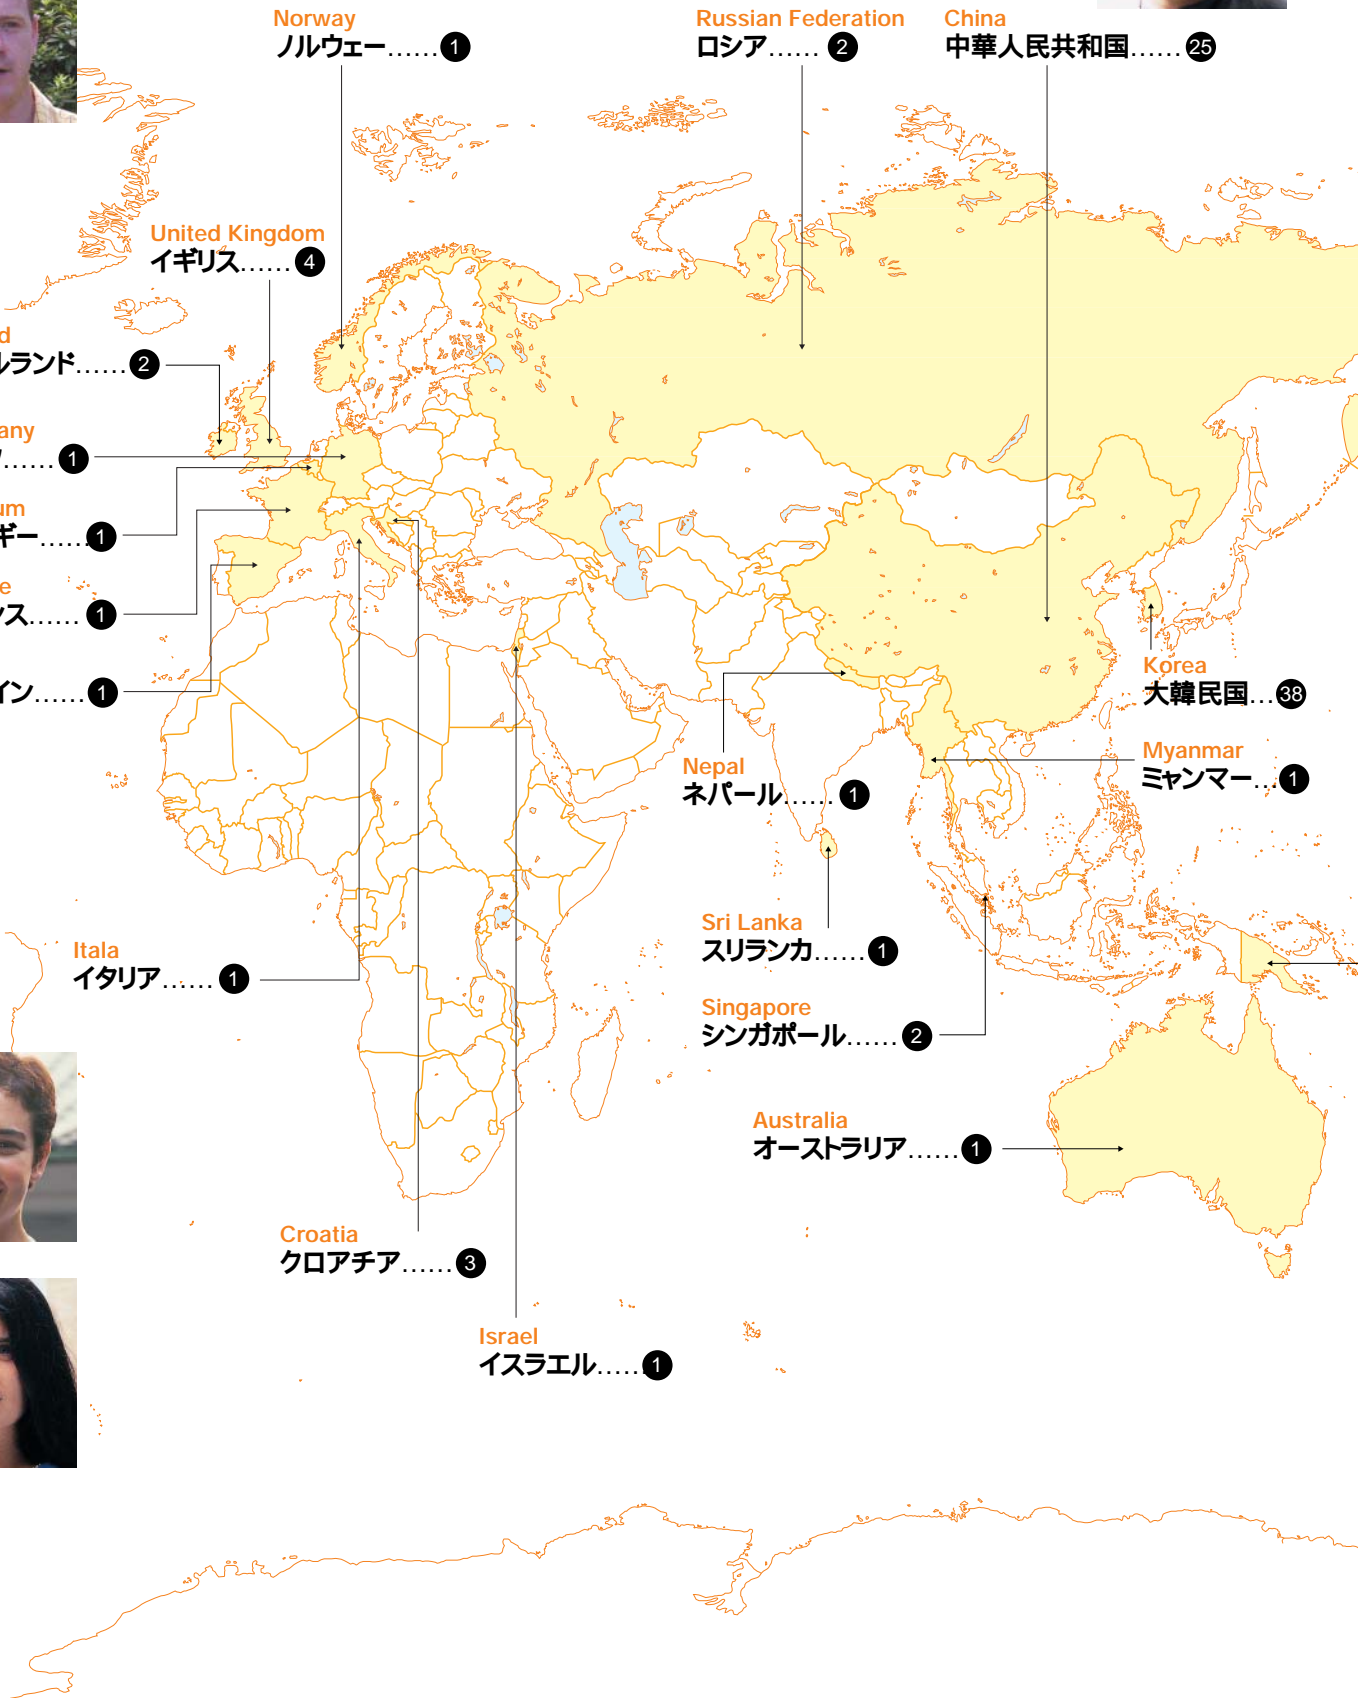 Norway
ノルウェー......1
Russian Federation
ロシア...... 2
China
中華人民共和国...... 25
United Kingdom
イギリス...... 4
d
ルランド...... 2
any
...... 1
um
ギー......1
e
ンス...... 1
イン......1
Korea
大韓民国...38
Myanmar
ミャンマー...1
Nepal
ネパール...... 1
Sri Lanka
スリランカ......1
Itala
イタリア...... 1
Singapore
シンガポール...... 2
Australia
オーストラリア......1
Croatia
クロアチア......3
Israel
イスラエル.....1